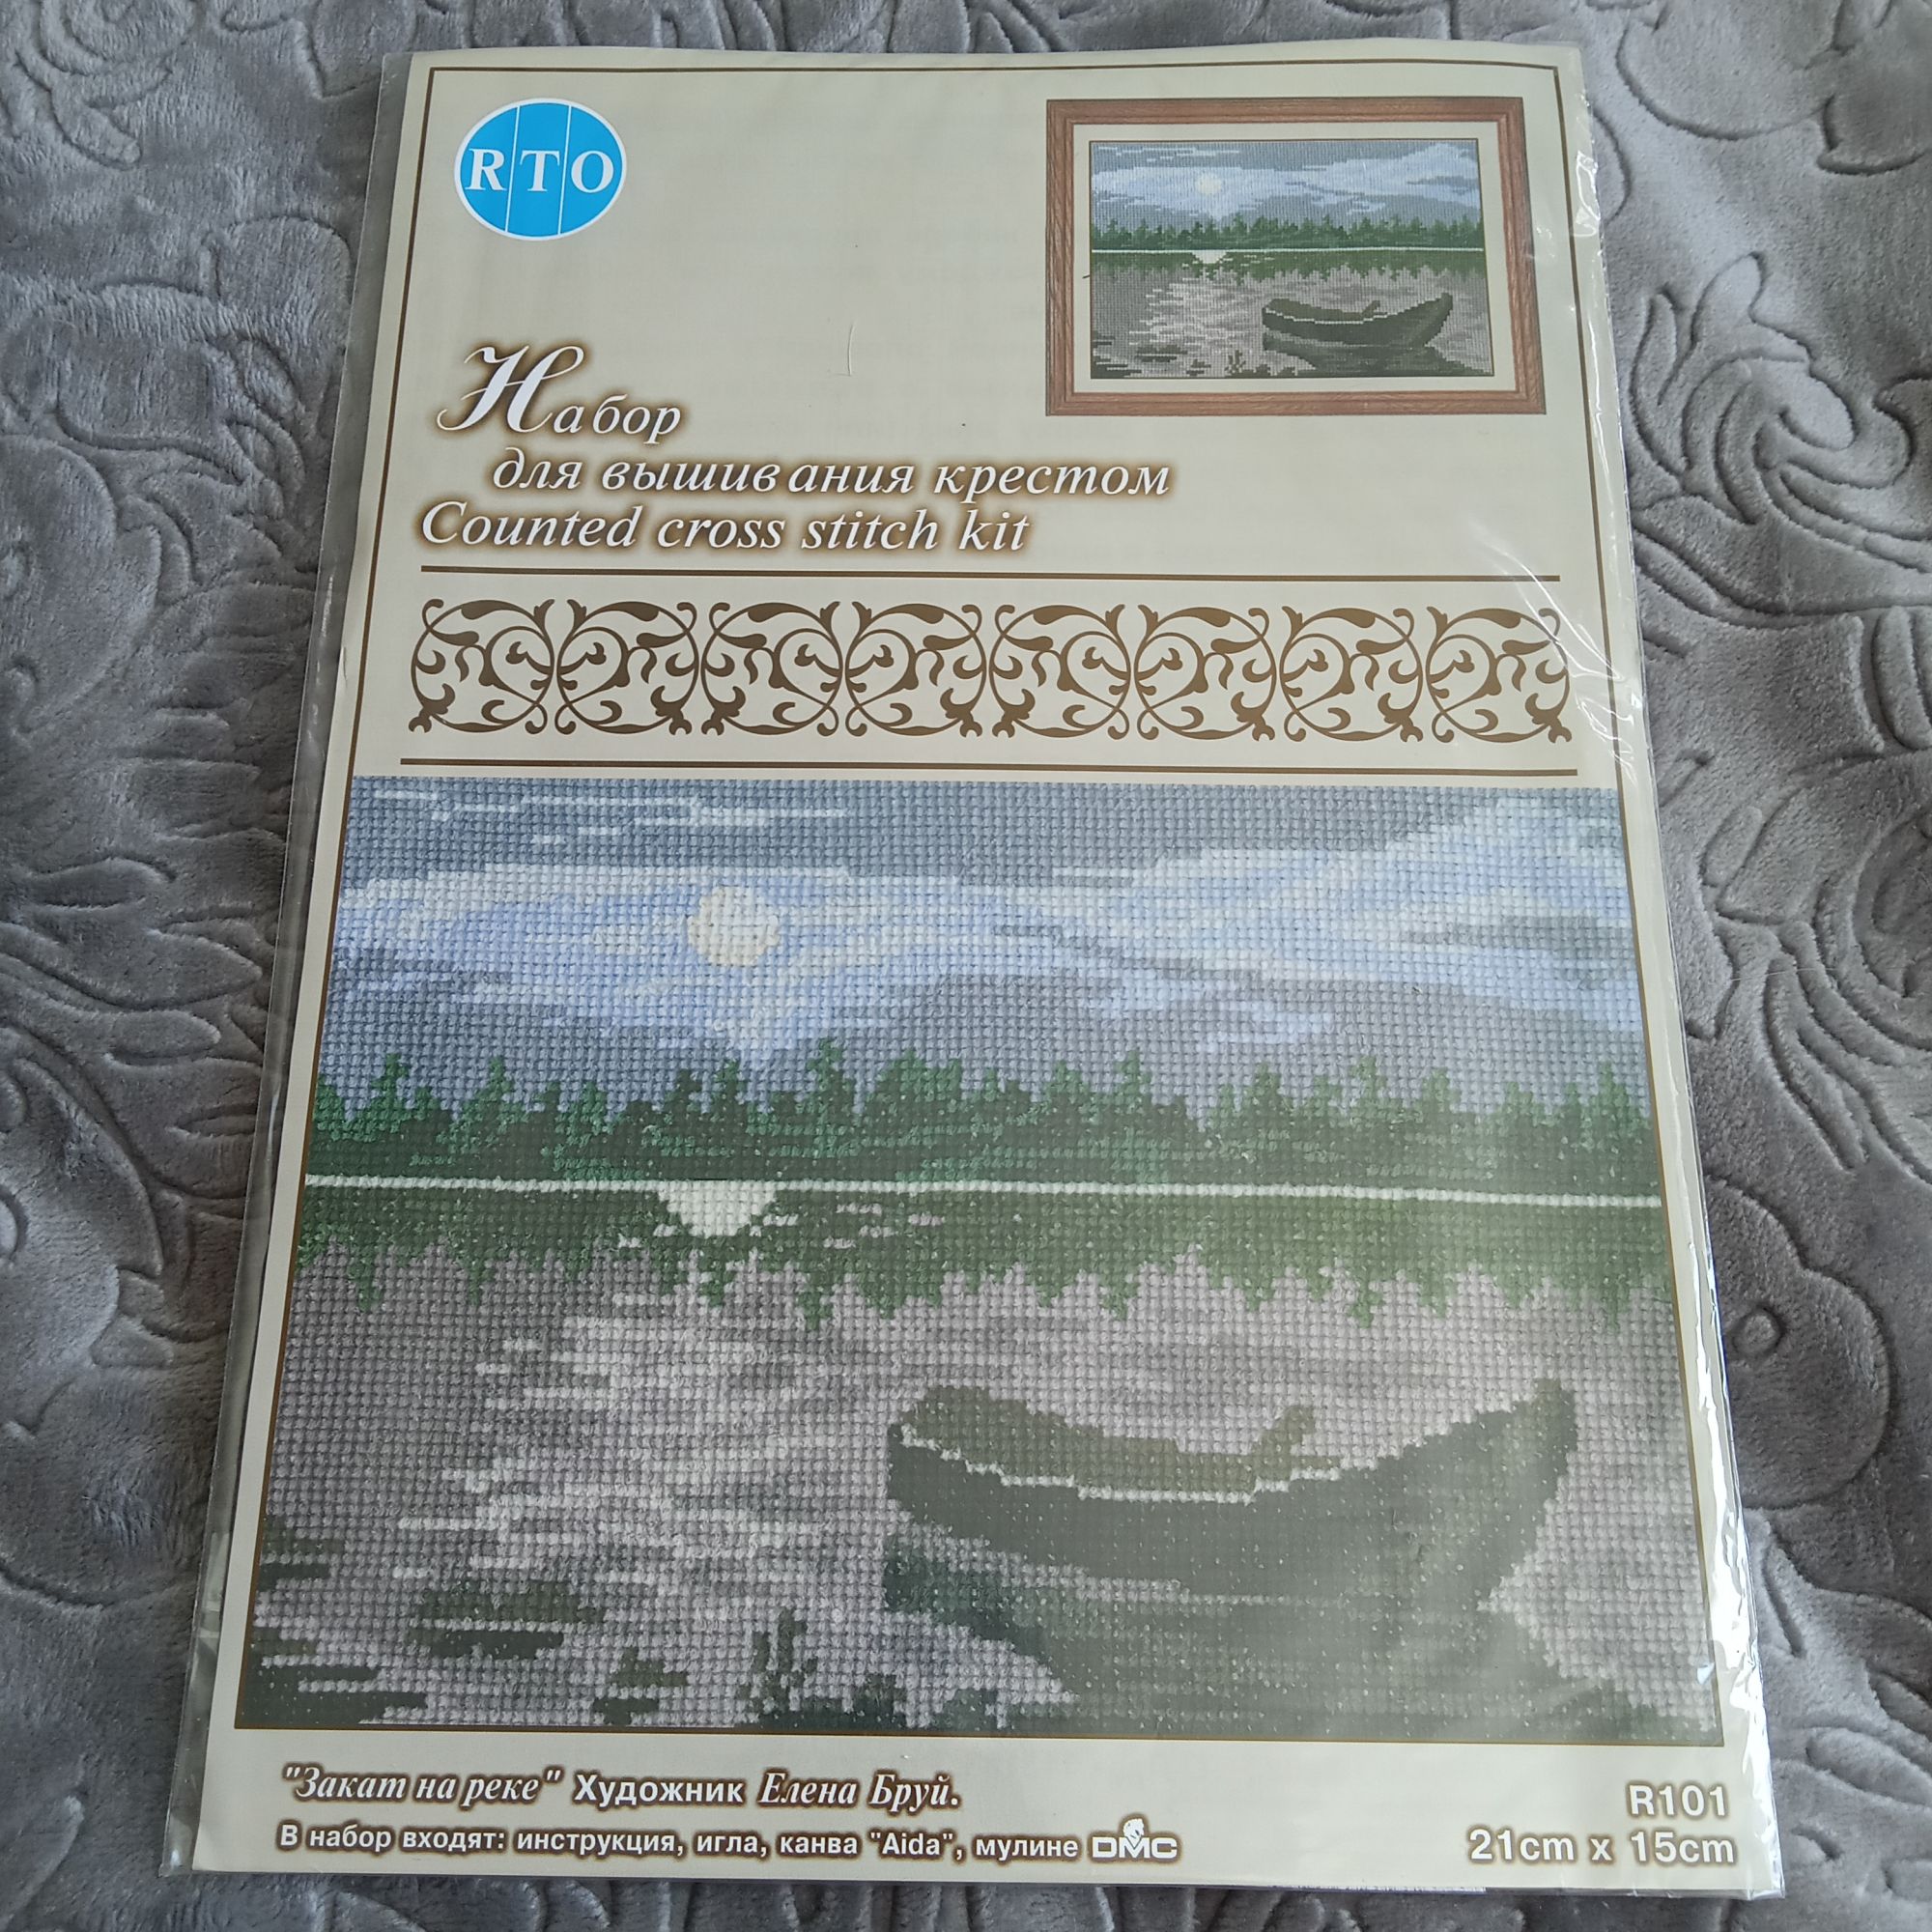 RTO
Набор
для вышивания крестом
Counted cross stitch kit
"Закат на реке" Художник Елена Бруй.
R101
В набор входят: инструкция, игла, канва "Aida", мулине DMC
21cm x 15cm